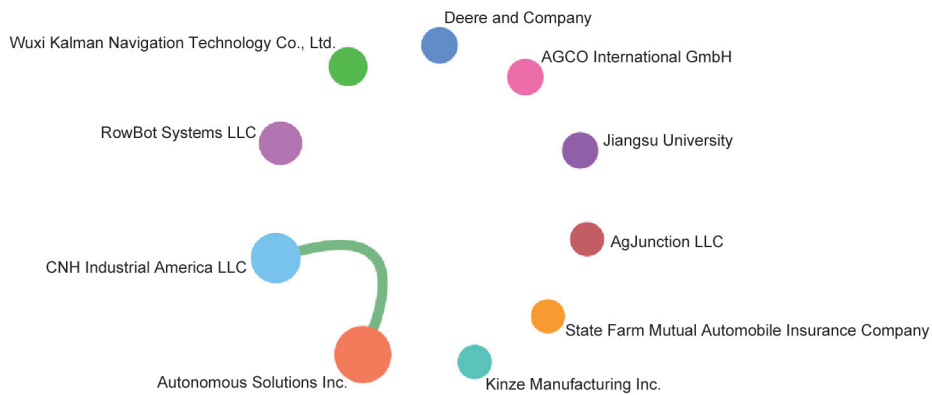 Deere and Company
Wuxi Kalman Navigation Technology Co., Ltd.
AGCO International GmbH
RowBot Systems LLC
Jiangsu University
AgJunction LLC
CNH Industrial America LLC
State Farm Mutual Automobile Insurance Company
Autonomous Solutions Inc.
Kinze Manufacturing Inc.